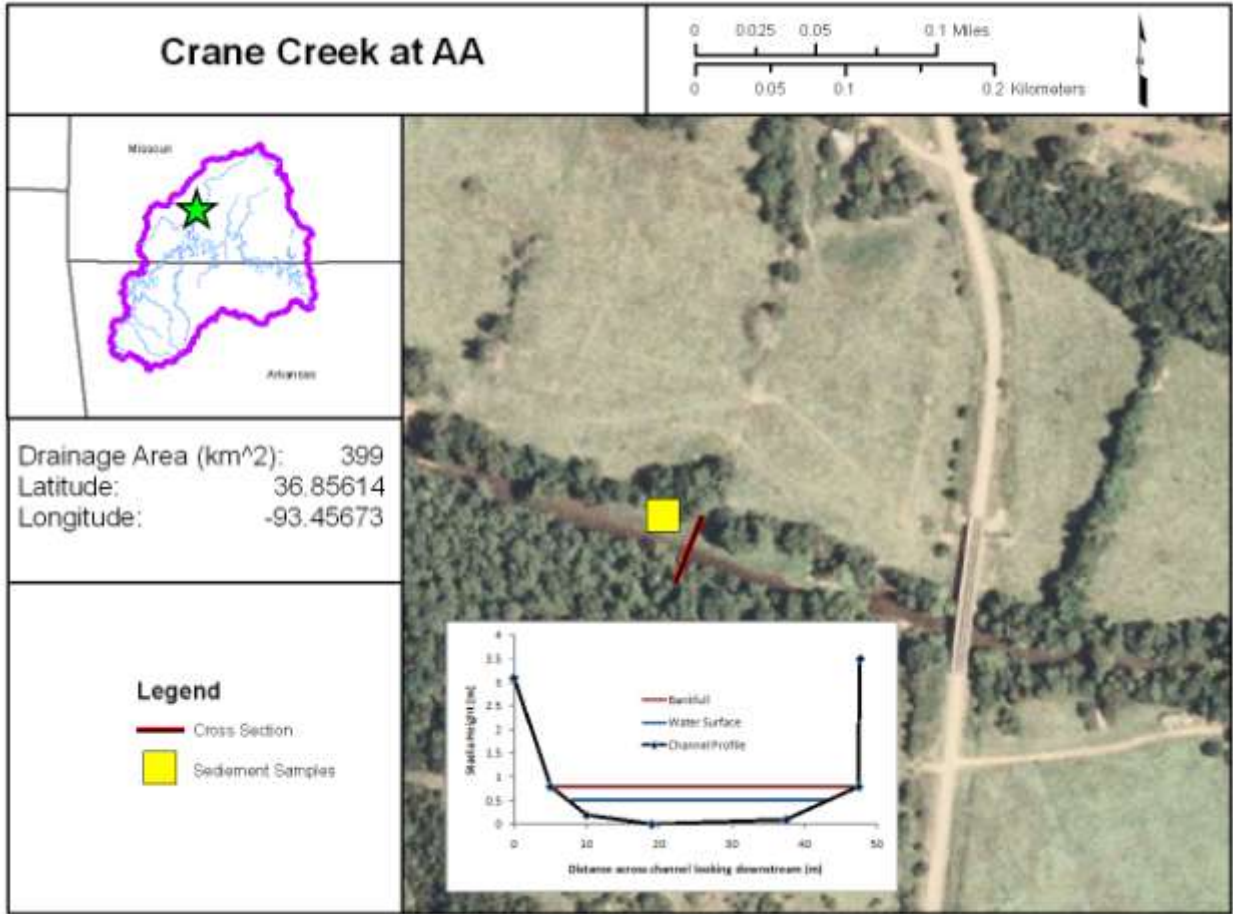 Crane Creek at AA
0 0.025 0.05 0.1 Miles
0 0.05 0.1 0.2 Kilometers
N
Missouri
Arkansas
Drainage Area (km^2): 399
Latitude: 36.85614
Longitude: -93.45673
Legend
Cross Section
Sediement Samples
4
3.5
3
2.5
2
1.5
1
0.5
0
Stadia Height (m)
Bankfull
Water Surface
Channel Profile
0 10 20 30 40 50
Distance across channel looking downstream (m)